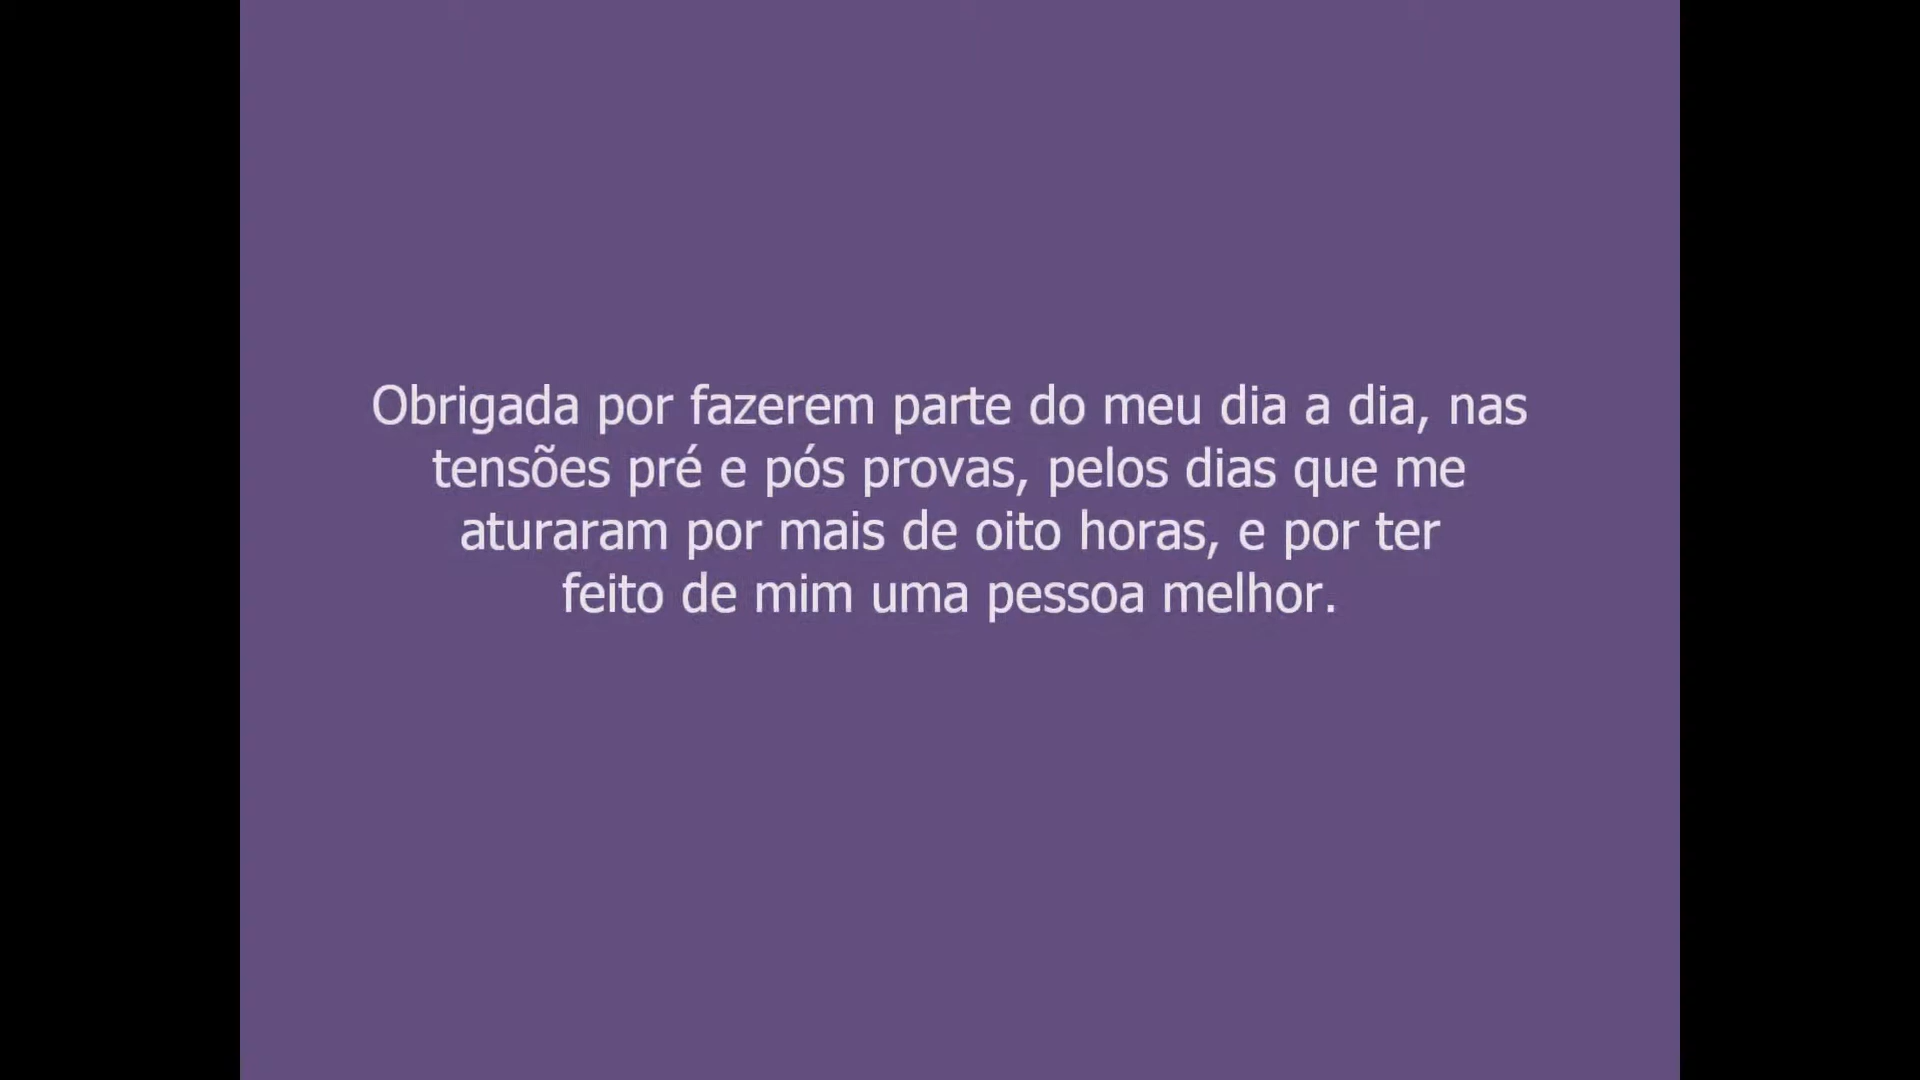 Obrigada por fazerem parte do meu dia a dia, nas
tensões pré e pós provas, pelos dias que me
aturaram por mais de oito horas, e por ter
feito de mim uma pessoa melhor.